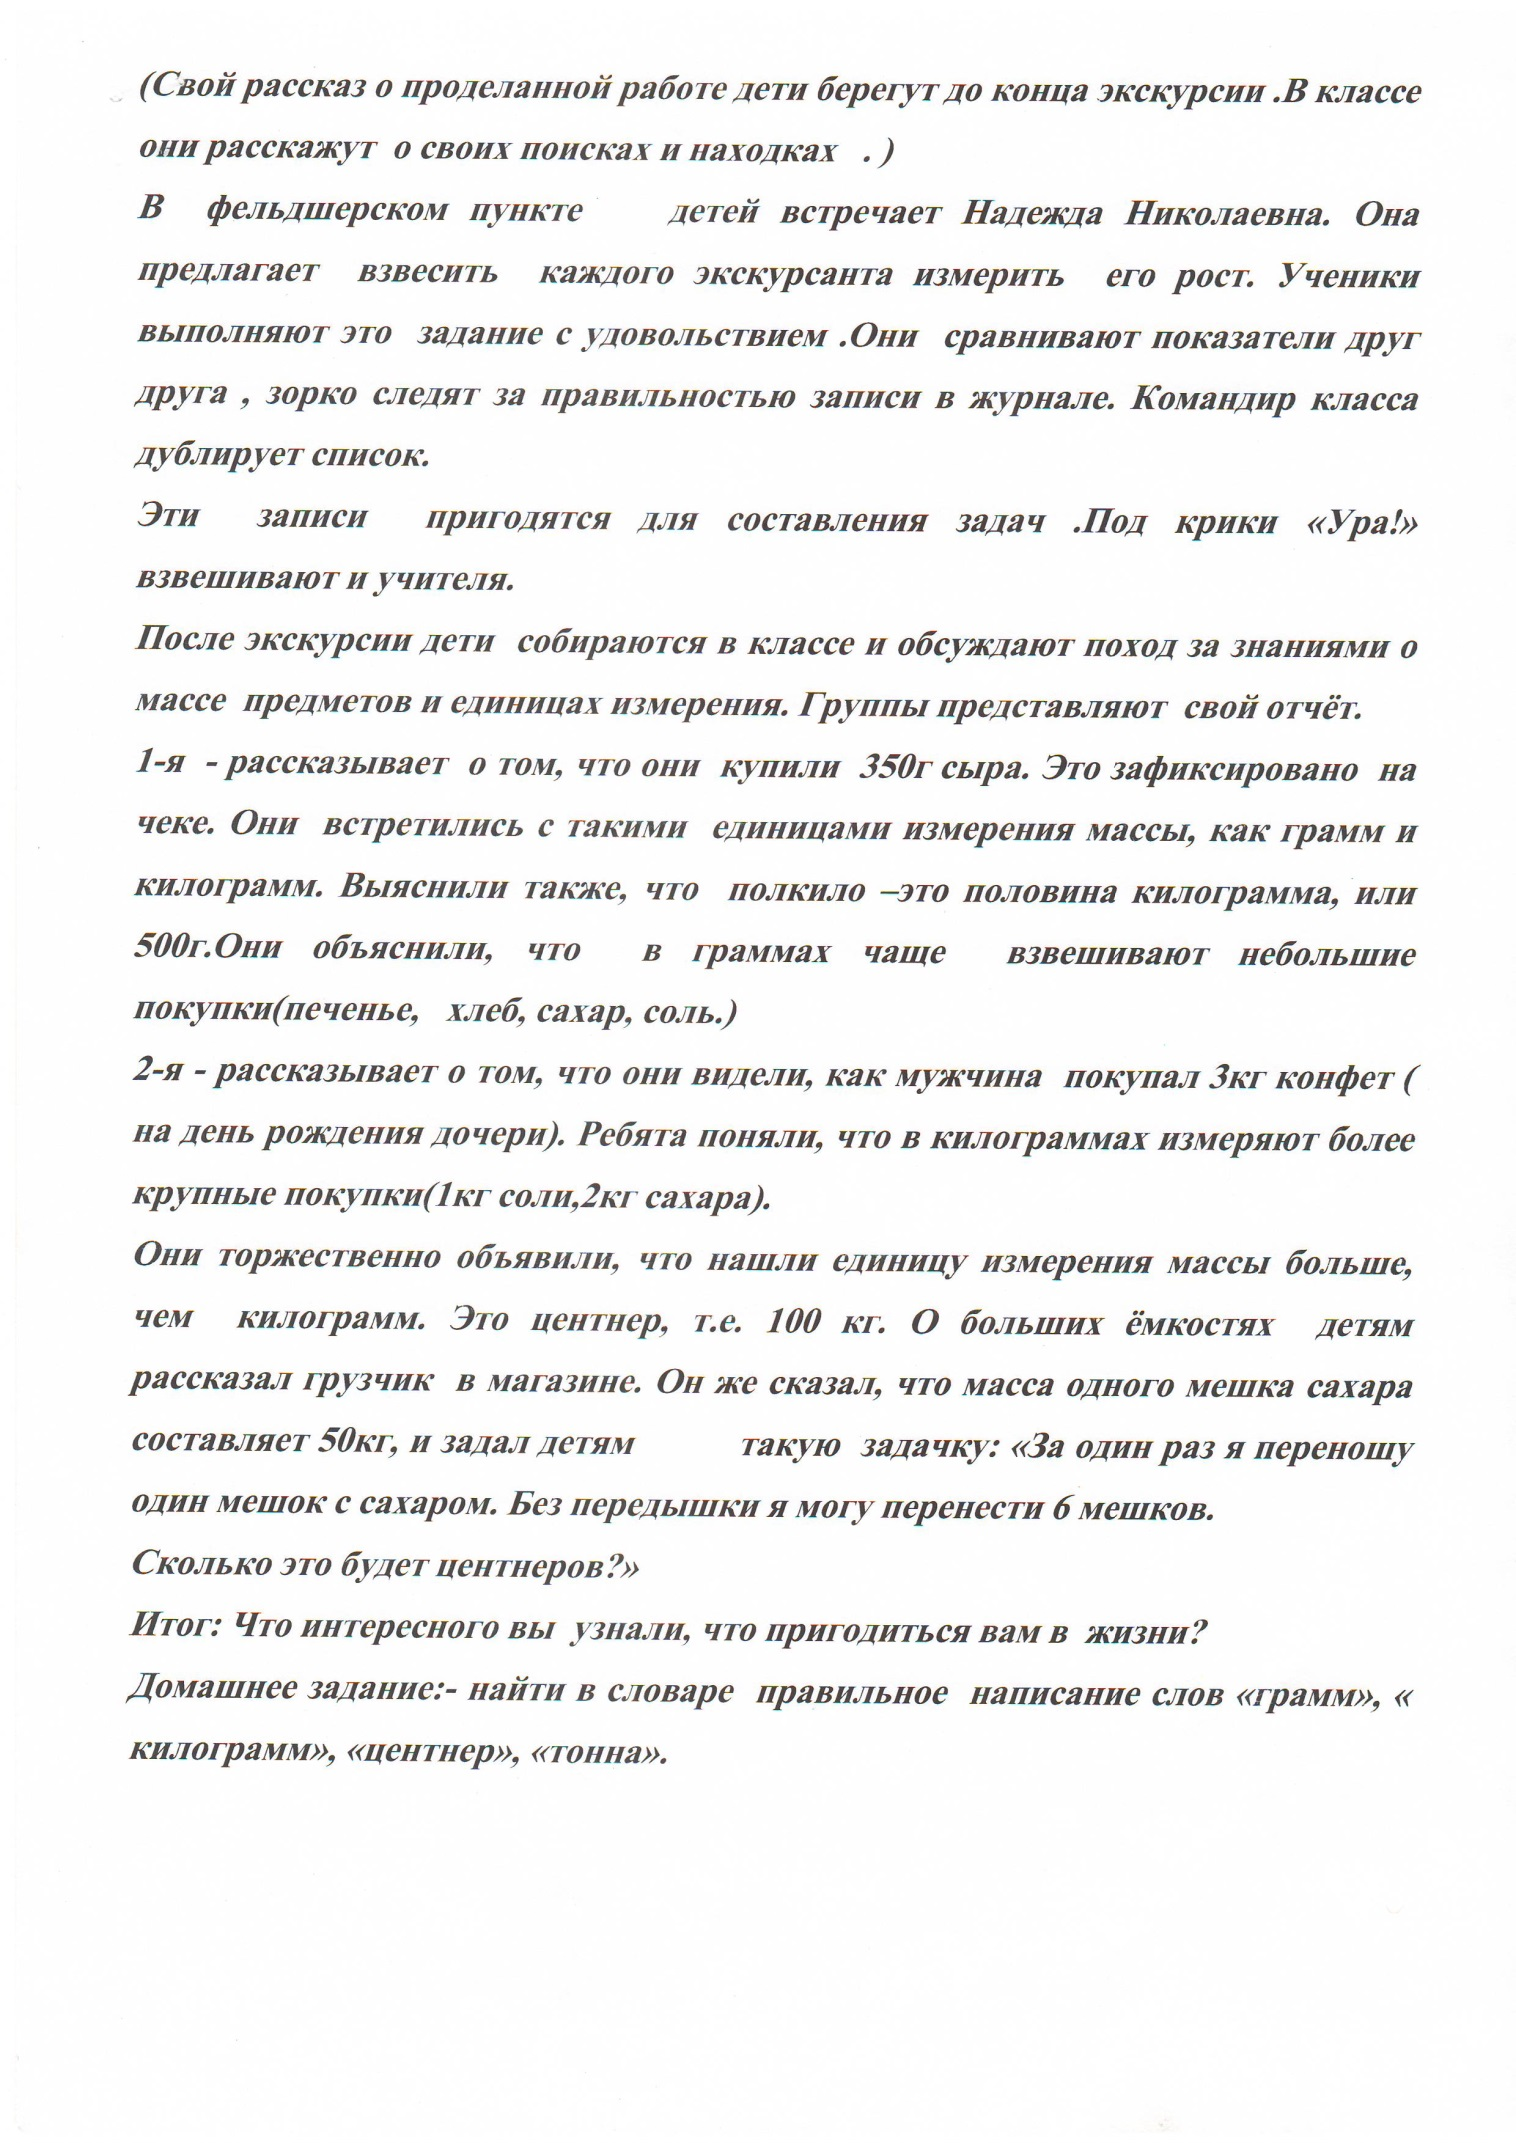 (Свой рассказ о проделанной работе дети берегут до конца экскурсии .В классе
они расскажут о своих поисках и находках . )
В фельдшерском пункте детей встречает Надежда Николаевна. Она
предлагает взвесить каждого экскурсанта измерить его рост. Ученики
выполняют это задание с удовольствием .Они сравнивают показатели друг
друга , зорко следят за правильностью записи в журнале. Командир класса
дублирует список.
Эти записи пригодятся для составления задач .Под крики «Ура!»
взвешивают и учителя.
После экскурсии дети собираются в классе и обсуждают поход за знаниями о
массе предметов и единицах измерения. Группы представляют свой отчёт.
1-я - рассказывает о том, что они купили 350г сыра. Это зафиксировано на
чеке. Они встретились с такими единицами измерения массы, как грамм и
килограмм. Выяснили также, что полкило –это половина килограмма, или
500г.Они объяснили, что в граммах чаще взвешивают небольшие
покупки(печенье, хлеб, сахар, соль.)
2-я - рассказывает о том, что они видели, как мужчина покупал 3кг конфет (
на день рождения дочери). Ребята поняли, что в килограммах измеряют более
крупные покупки(1кг соли,2кг сахара).
Они торжественно объявили, что нашли единицу измерения массы больше,
чем килограмм. Это центнер, т.е. 100 кг. О больших ёмкостях детям
рассказал грузчик в магазине. Он же сказал, что масса одного мешка сахара
составляет 50кг, и задал детям такую задачку: «За один раз я переношу
один мешок с сахаром. Без передышки я могу перенести 6 мешков.
Сколько это будет центнеров?»
Итог: Что интересного вы узнали, что пригодиться вам в жизни?
Домашнее задание:- найти в словаре правильное написание слов «грамм», «
килограмм», «центнер», «тонна».